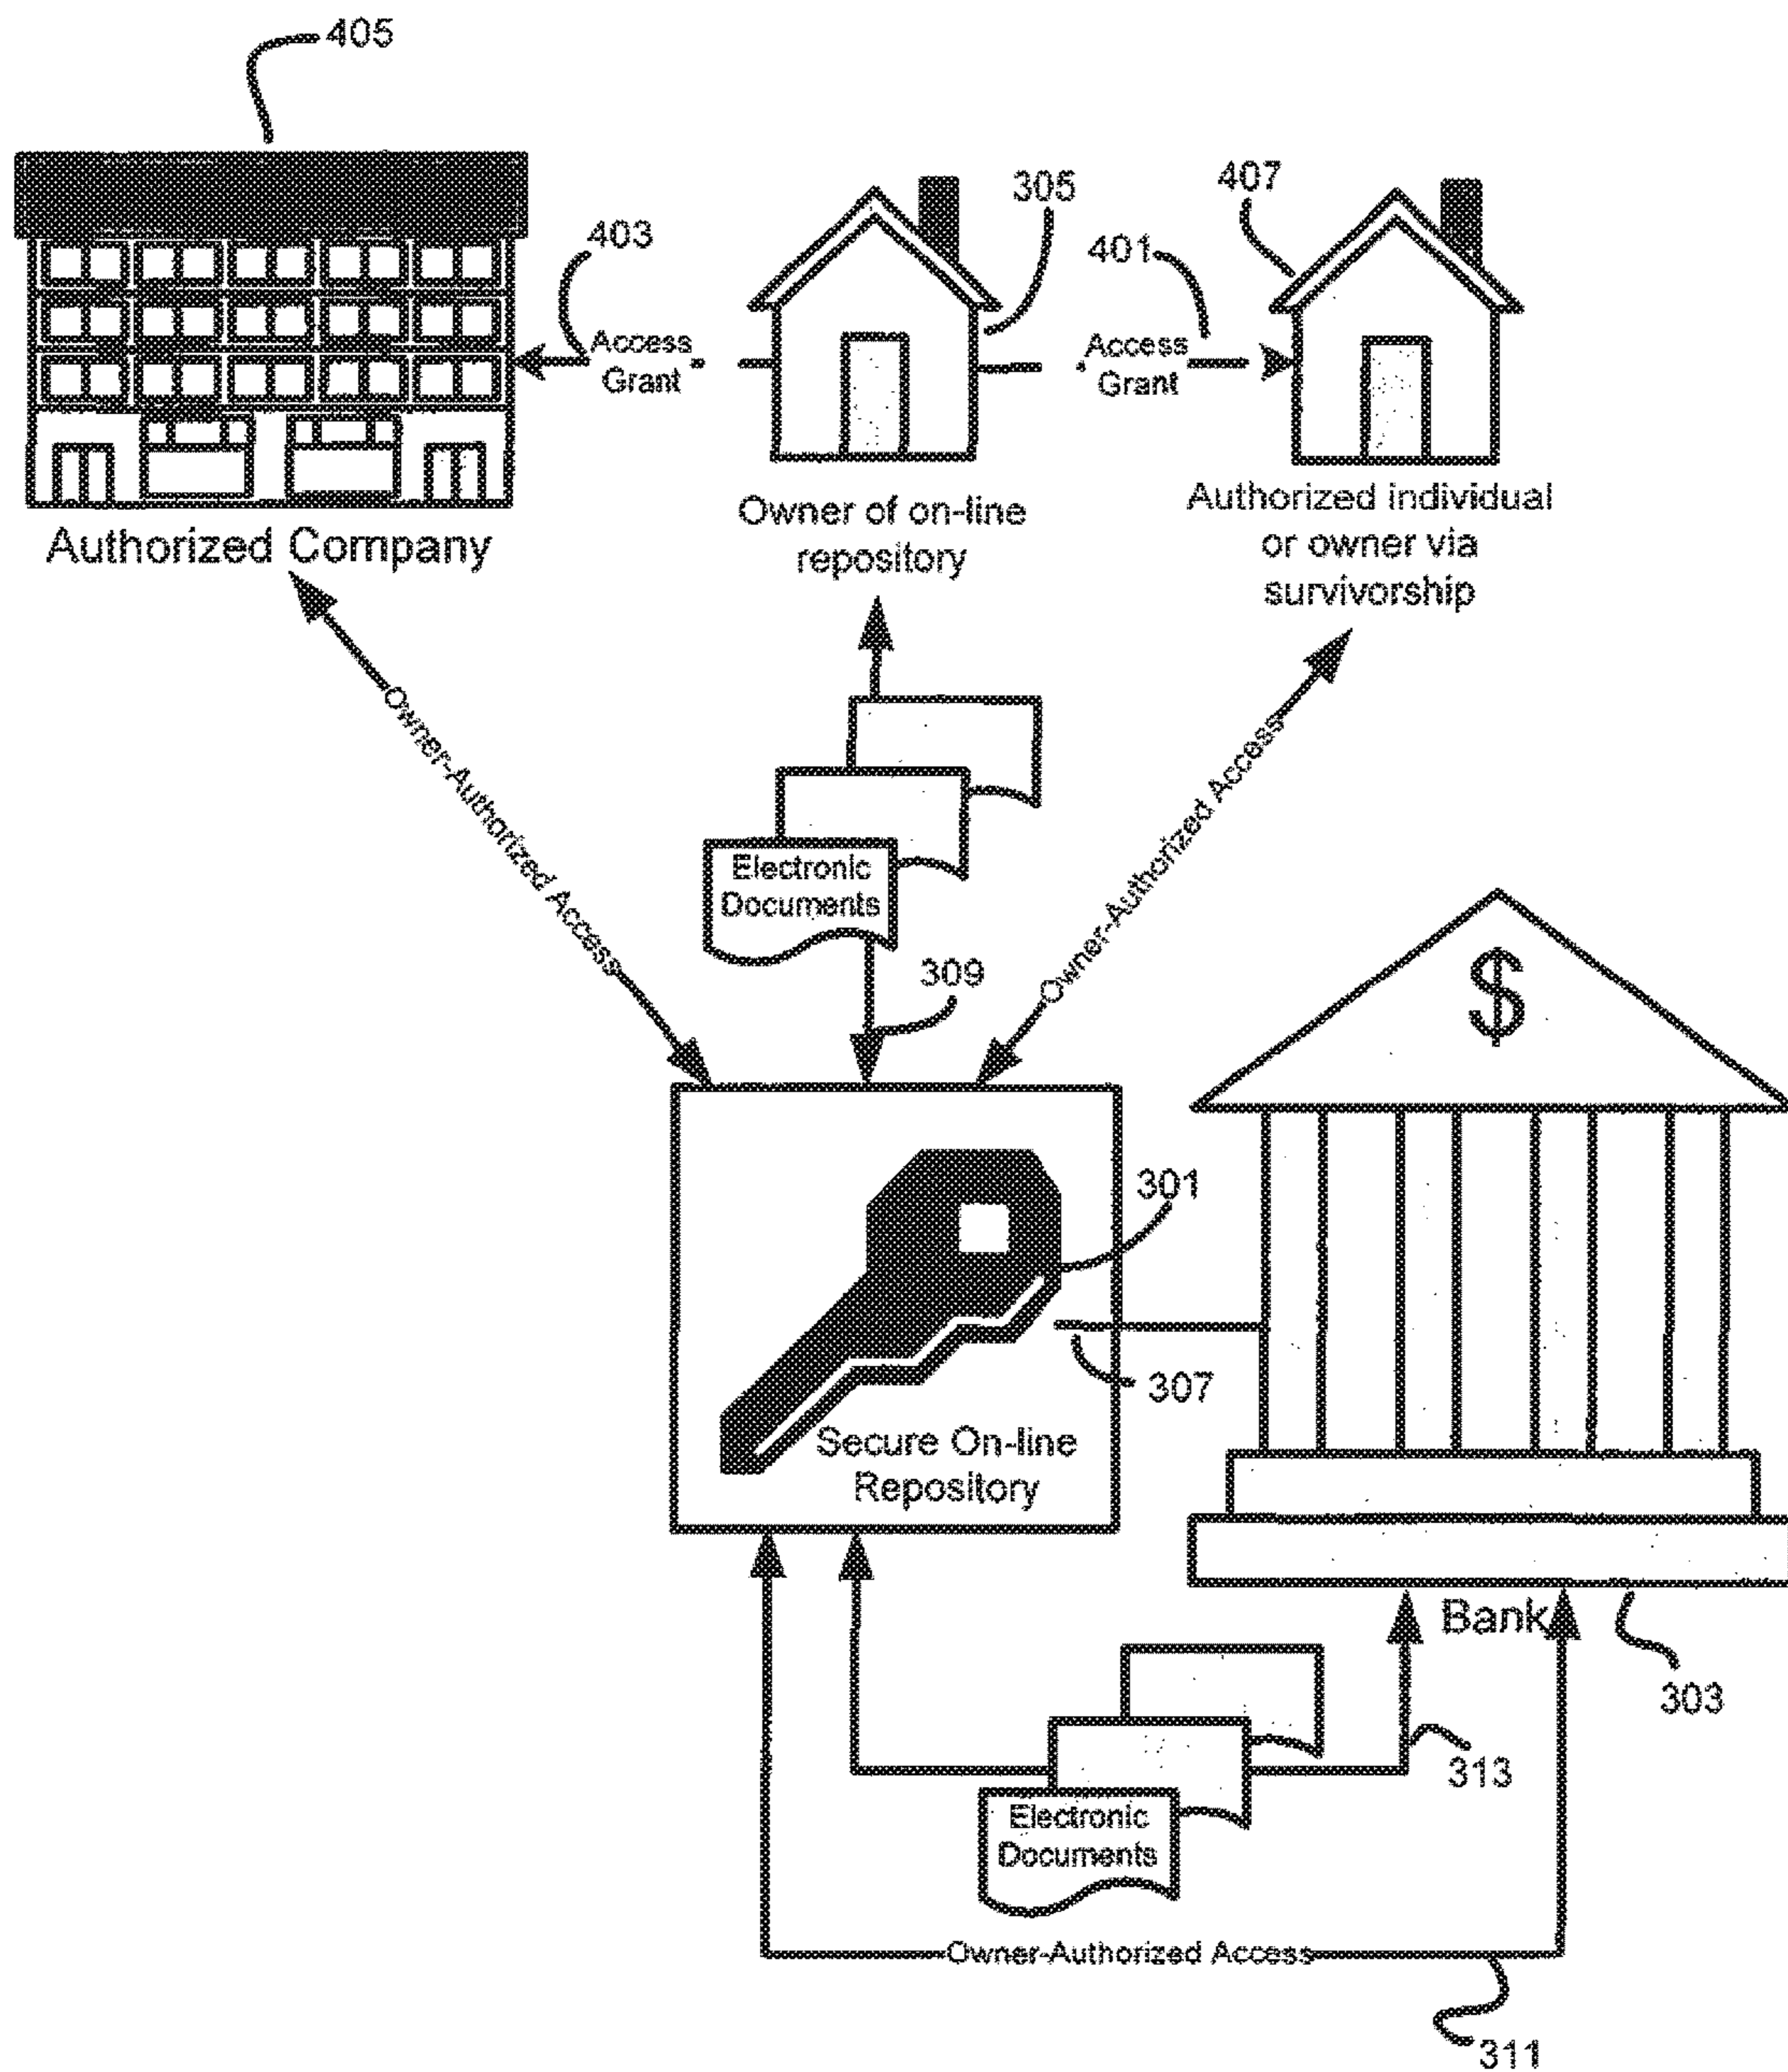 405
305
407
403
401
Access
Grant
Access
Grant
Authorized Company
Owner of on-line
repository
Authorized individual
or owner via
survivorship
Owner-Authorized Access
Owner-Authorized Access
Electronic
Documents
309
$
301
307
Secure On-line
Repository
Bank
303
313
Electronic
Documents
Owner-Authorized Access
311